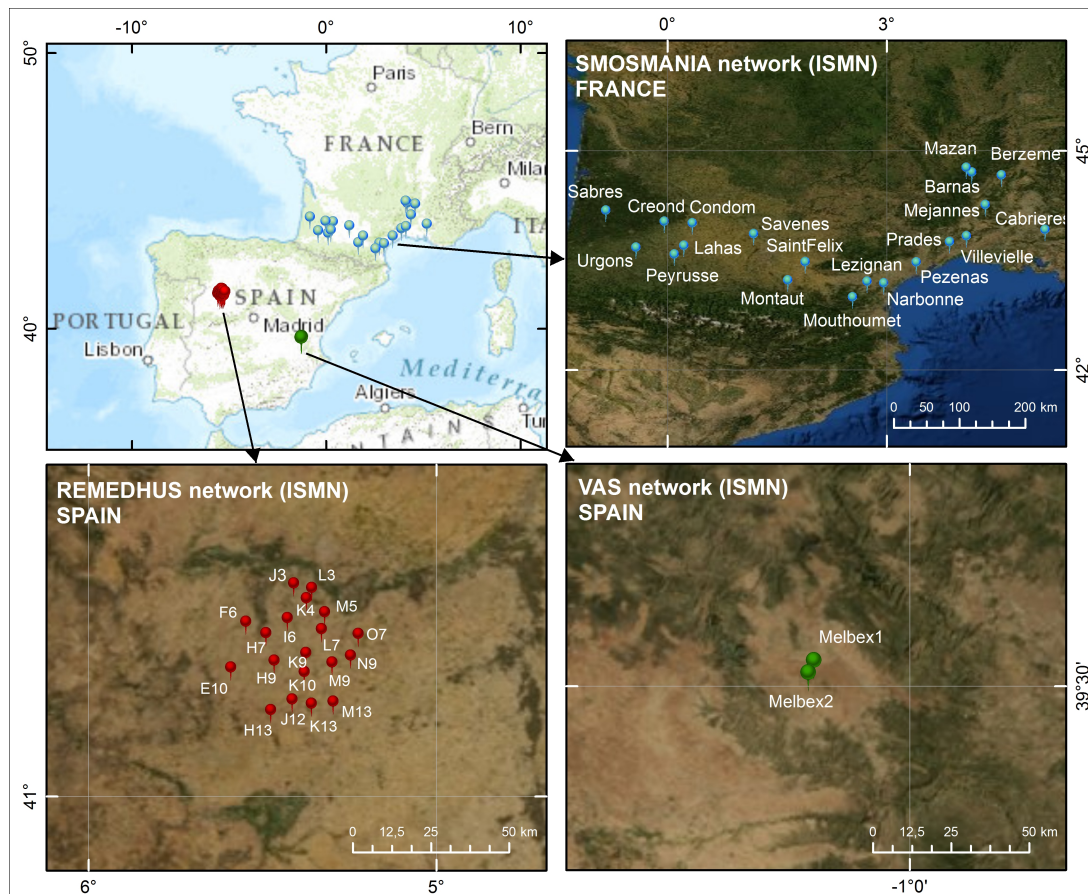 -10°
0°
10°
50°
40°
Paris
FRANCE
Bern
Milan
ITA
SPAIN
PORTUGAL
Madrid
Lisbon
Mediterra
Algiers
Tu
NTAINS
0°
3°
SMOSMANIA network (ISMN)
FRANCE
45°
42°
Mazan
Berzeme
Barnas
Sabres
Mejannes
Creond
Condom
Cabrieres
Savenes
Prades
Lahas
SaintFelix
Urgons
Villevielle
Peyrusse
Lezignan
Pezenas
Montaut
Narbonne
Mouthoumet
0 50 100 200 km
REMEDHUS network (ISMN)
SPAIN
J3
L3
K4
M5
F6
I6
L7
O7
H7
K9
N9
H9
M9
E10
K10
J12
M13
H13
K13
41°
0 12,5 25 50 km
6°
5°
VAS network (ISMN)
SPAIN
Melbex1
Melbex2
39°30'
0 12,5 25 50 km
-1°0'